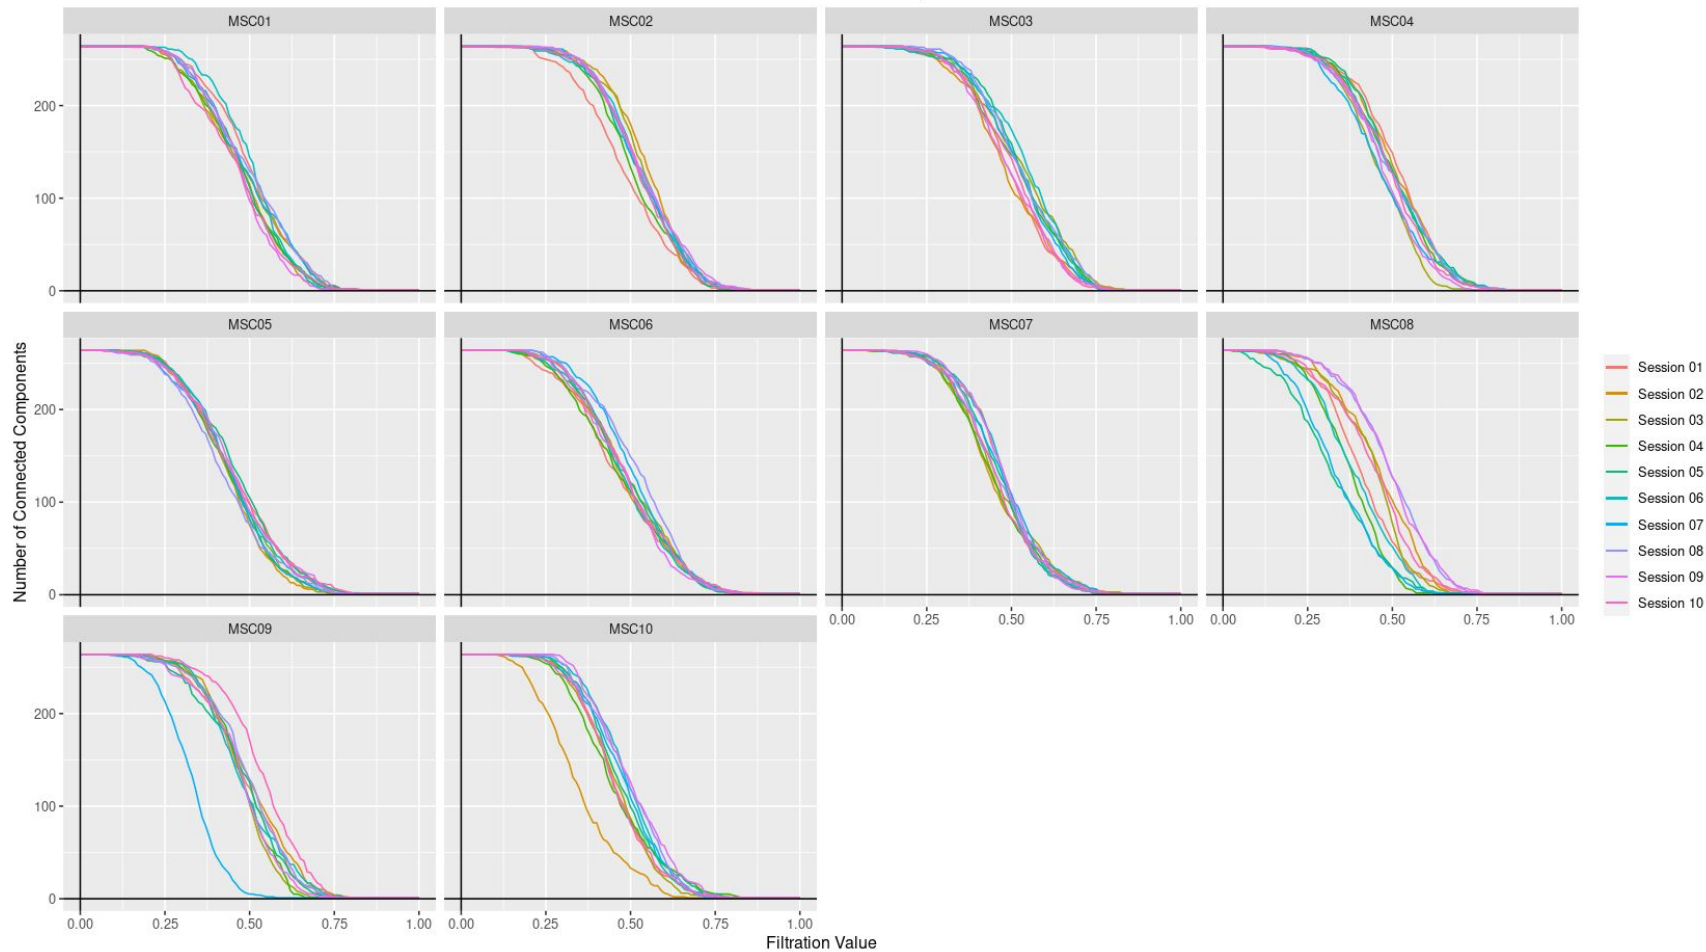 MSC01 MSC02 MSC03 MSC04
200
100
0
MSC05 MSC06 MSC07 MSC08
200
100
0
0.00 0.25 0.50 0.75 1.00 0.00 0.25 0.50 0.75 1.00
MSC09 MSC10
200
100
0
0.00 0.25 0.50 0.75 1.00 0.00 0.25 0.50 0.75 1.00
Number of Connected Components
Filtration Value
Session 01
Session 02
Session 03
Session 04
Session 05
Session 06
Session 07
Session 08
Session 09
Session 10